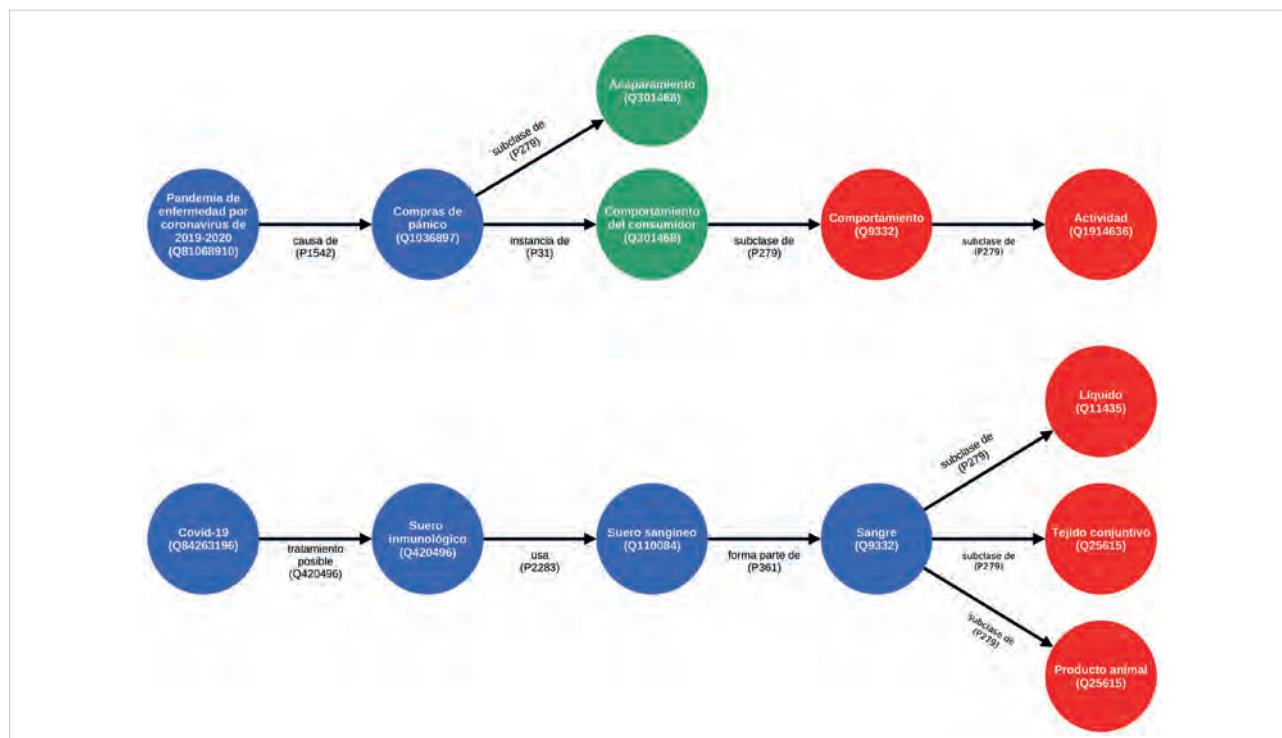 Acaparamiento
(Q301468)
subclase de
(P279)
Pandemia de
enfermedad por
coronavirus de
2019-2020
(Q81068910)
causa de
(P1542)
Compras de
pánico
(Q1936897)
instancia de
(P31)
Comportamiento
del consumidor
(Q301468)
subclase de
(P279)
Comportamiento
(Q9332)
subclase de
(P279)
Actividad
(Q1914636)
Líquido
(Q11435)
subclase de
(P279)
Covid-19
(Q84263196)
tratamiento
posible
(Q420496)
Suero
inmunológico
(Q420496)
usa
(P2283)
Suero sangíneo
(Q110084)
forma parte de
(P361)
Sangre
(Q9332)
subclase de
(P279)
Tejido conjuntivo
(Q25615)
subclase de
(P279)
Producto animal
(Q25615)